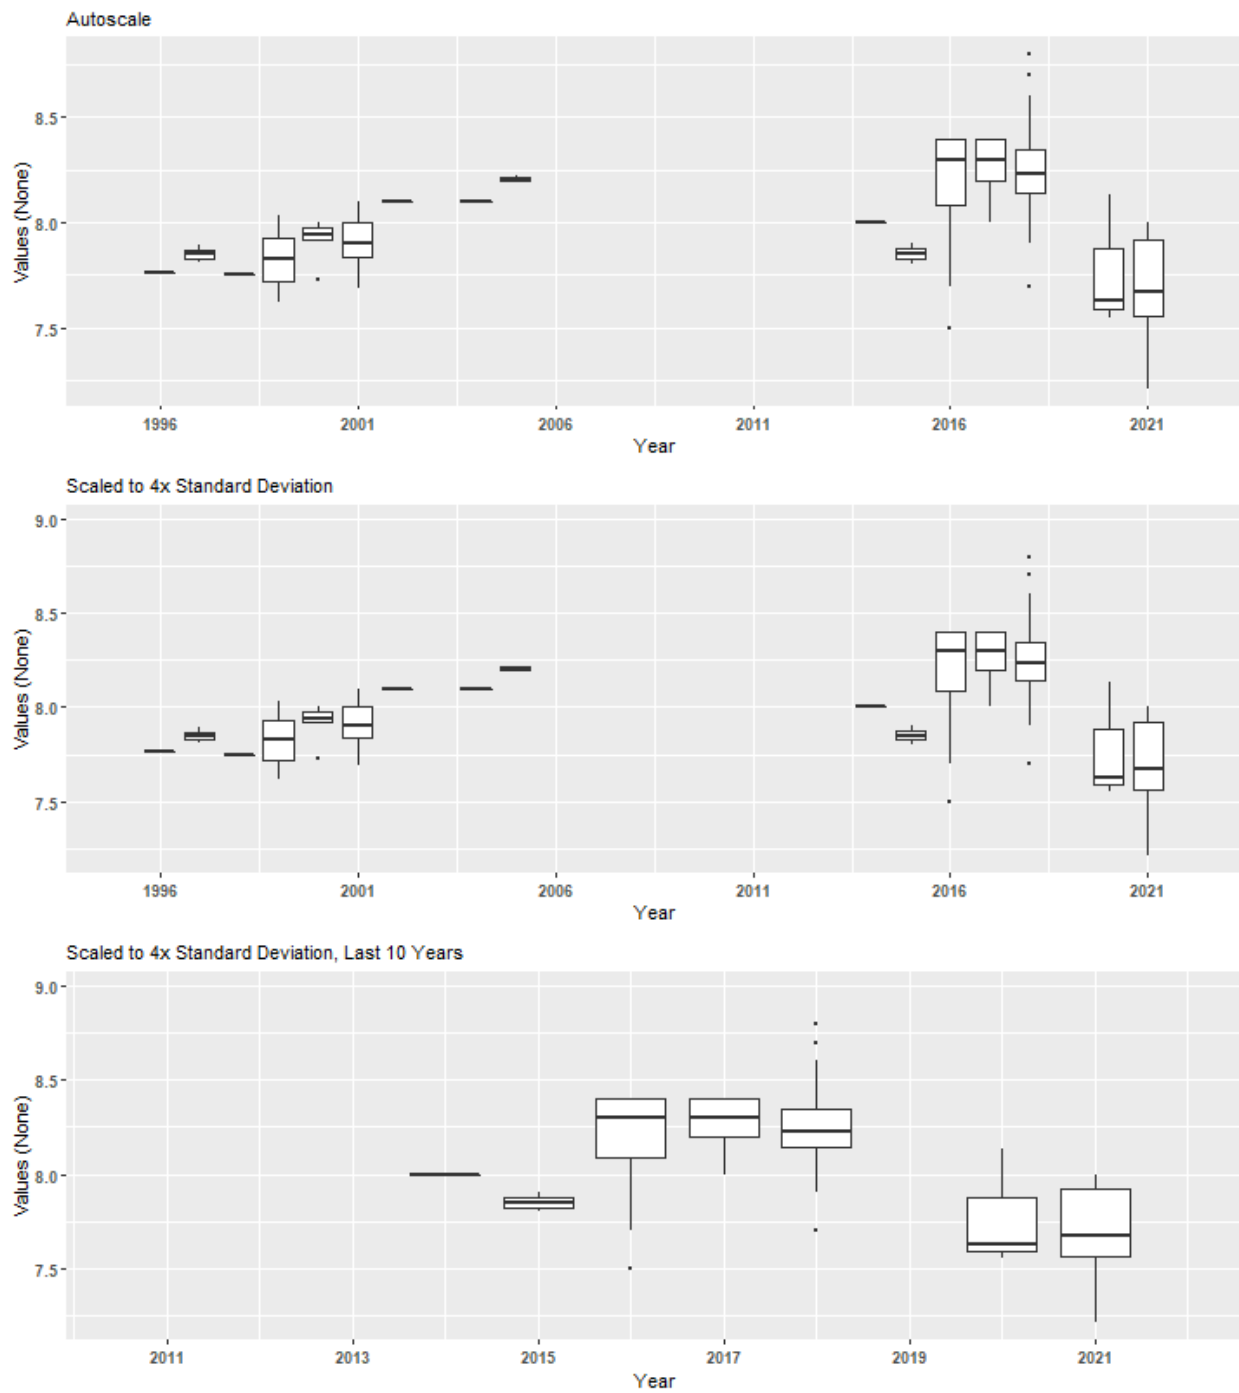 Autoscale
Values (None)
8.5
8.0
7.5
1996 2001 2006 2011 2016 2021
Year
Scaled to 4x Standard Deviation
Values (None)
9.0
8.5
8.0
7.5
1996 2001 2006 2011 2016 2021
Year
Scaled to 4x Standard Deviation, Last 10 Years
Values (None)
9.0
8.5
8.0
7.5
2011 2013 2015 2017 2019 2021
Year